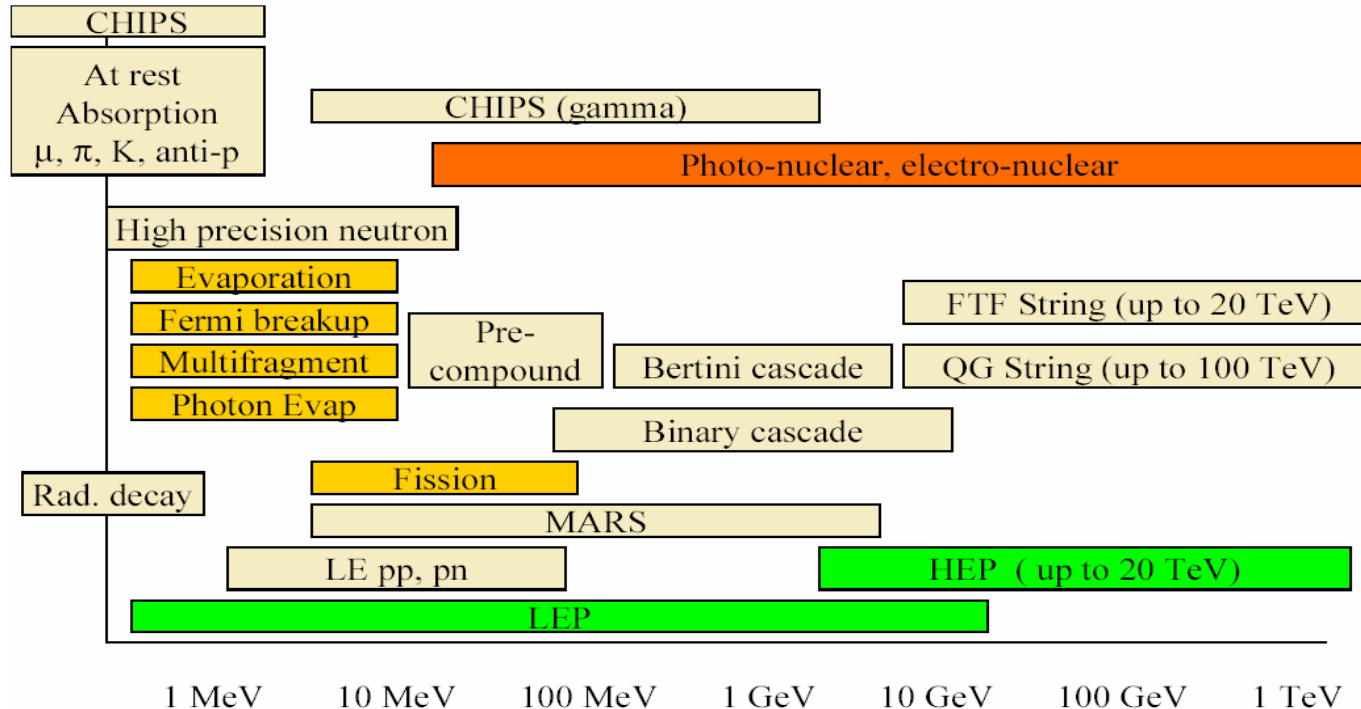 CHIPS
At rest
Absorption
μ, π, K, anti-p
CHIPS (gamma)
Photo-nuclear, electro-nuclear
High precision neutron
Evaporation
FTF String (up to 20 TeV)
Fermi breakup
Pre-
compound
Multifragment
Bertini cascade
QG String (up to 100 TeV)
Photon Evap
Binary cascade
Fission
Rad. decay
MARS
LE pp, pn
HEP ( up to 20 TeV)
LEP
1 MeV 10 MeV 100 MeV 1 GeV 10 GeV 100 GeV 1 TeV